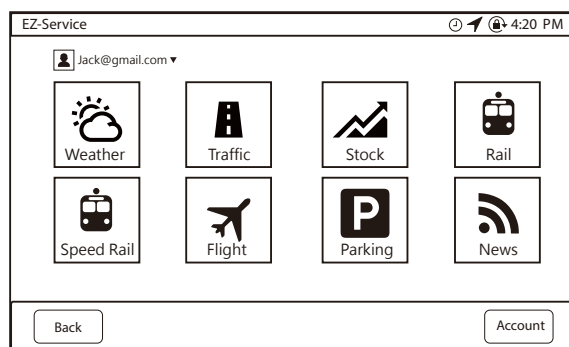 EZ-Service 4:20 PM
Jack@gmail.com
Weather Traffic Stock Rail
Speed Rail Flight P Parking News
Back Account